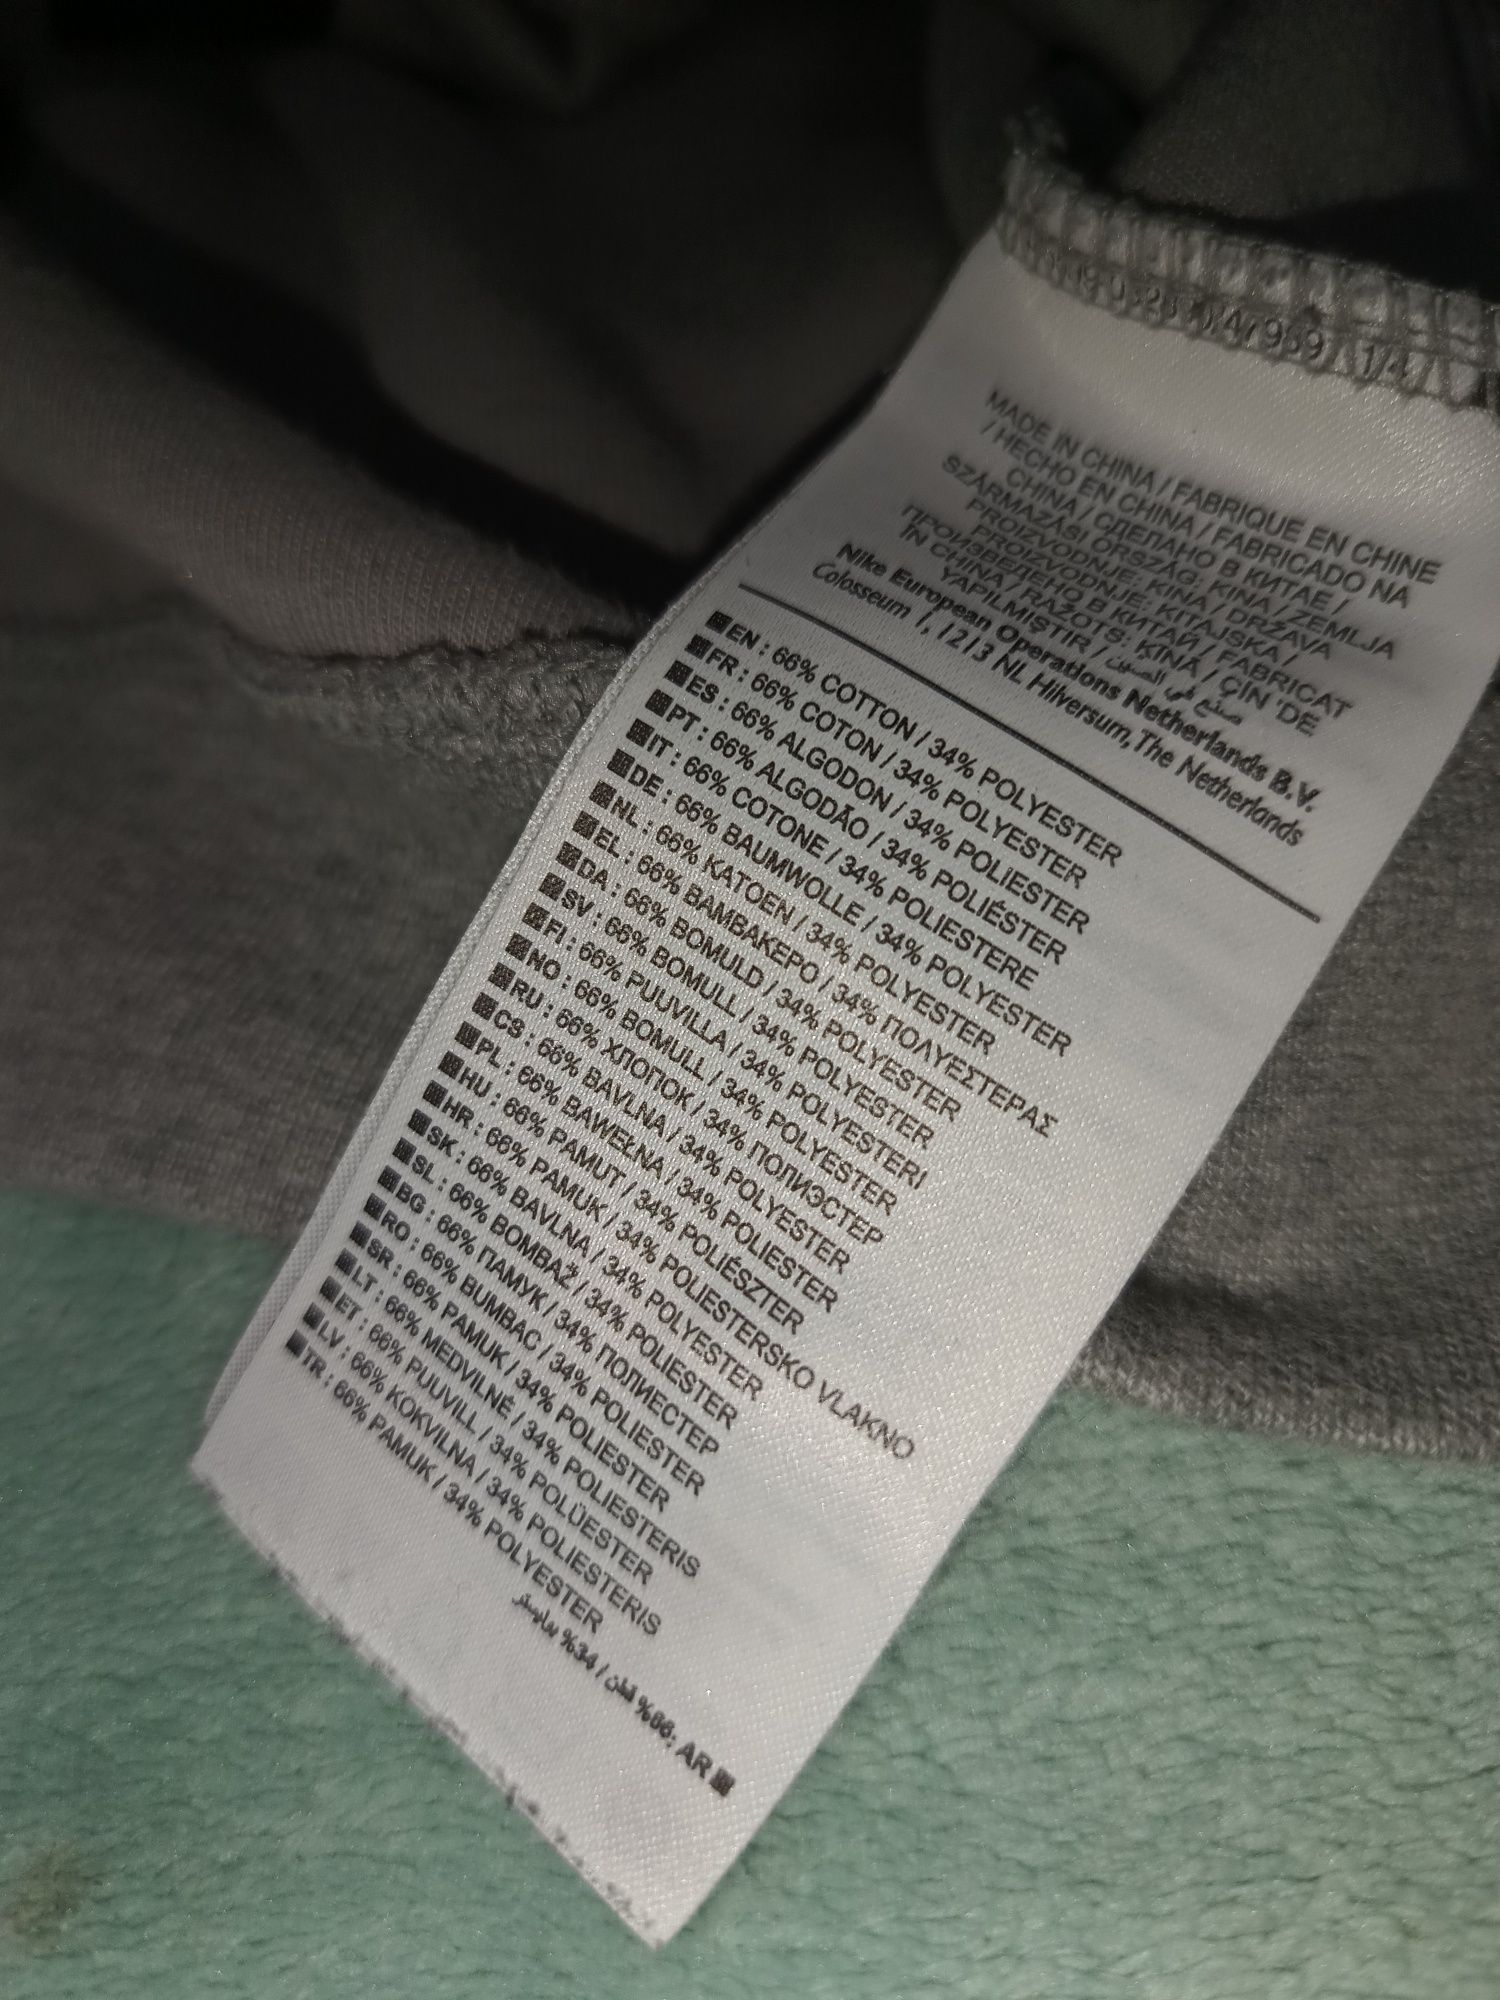 MADE IN CHINA / FABRIQUE EN CHINE
/ HECHO EN CHINA / FABRICADO NA
CHINA / СДЕЛАНО В КИТАЕ /
SZÁRMAZÁSI ORSZÁG: KÍNA / ZEMLJA
PROIZVODNJE: KINA / DRŽAVA
PROIZVODNJE: KITAJSKA /
ПРОИЗВЕДЕНО В КИТАЙ / FABRICAT
ÎN CHINA / RAŽOTS: ĶĪNĀ / ÇIN 'DE
YAPILMIŞTIR / صنع في الصين
Nike European Operations Netherlands B.V.
Colosseum 1, 1213 NL Hilversum, The Netherlands
EN : 66% COTTON / 34% POLYESTER
FR : 66% COTON / 34% POLYESTER
ES : 66% ALGODON / 34% POLIESTER
PT : 66% ALGODÃO / 34% POLIÉSTER
IT : 66% COTONE / 34% POLIESTERE
DE : 66% BAUMWOLLE / 34% POLYESTER
NL : 66% KATOEN / 34% POLYESTER
EL : 66% ΒΑΜΒΑΚΕΡΟ / 34% ΠΟΛΥΕΣΤΕΡΑΣ
DA : 66% BOMULD / 34% POLYESTER
SV : 66% BOMULL / 34% POLYESTER
FI : 66% PUUVILLA / 34% POLYESTERI
NO : 66% BOMULL / 34% POLYESTER
RU : 66% ХЛОПОК / 34% ПОЛИЭСТЕР
CS : 66% BAVLNA / 34% POLYESTER
PL : 66% BAWEŁNA / 34% POLIESTER
HU : 66% PAMUT / 34% POLIÉSZTER
HR : 66% PAMUK / 34% POLIESTERSKO VLAKNO
SK : 66% BAVLNA / 34% POLYESTER
SL : 66% BOMBAŽ / 34% POLIESTER
BG : 66% ПАМУК / 34% ПОЛИЕСТЕР
RO : 66% BUMBAC / 34% POLIESTER
SR : 66% PAMUK / 34% POLIESTER
LT : 66% MEDVILNĖ / 34% POLIESTERIS
ET : 66% PUUVILL / 34% POLÜESTER
LV : 66% KOKVILNA / 34% POLIESTERIS
TR : 66% PAMUK / 34% POLYESTER
AR :66% قطن / 34% بوليستر